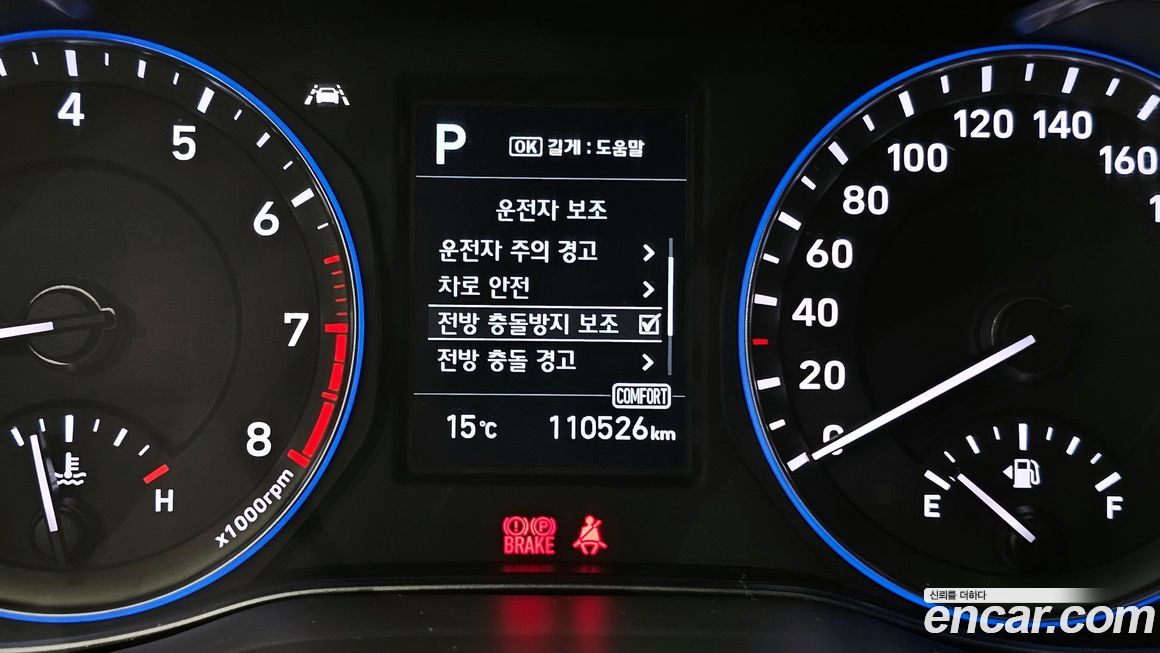 4
5
6
7
8
x1000rpm
H
P
OK 길게 : 도움말
운전자 보조
운전자 주의 경고
차로 안전
전방 충돌방지 보조
전방 충돌 경고
COMFORT
15℃ 110526 km
(!) (P)
BRAKE
0
20
40
60
80
100
120
140
160
E
F
신뢰를 더하다
encar.com